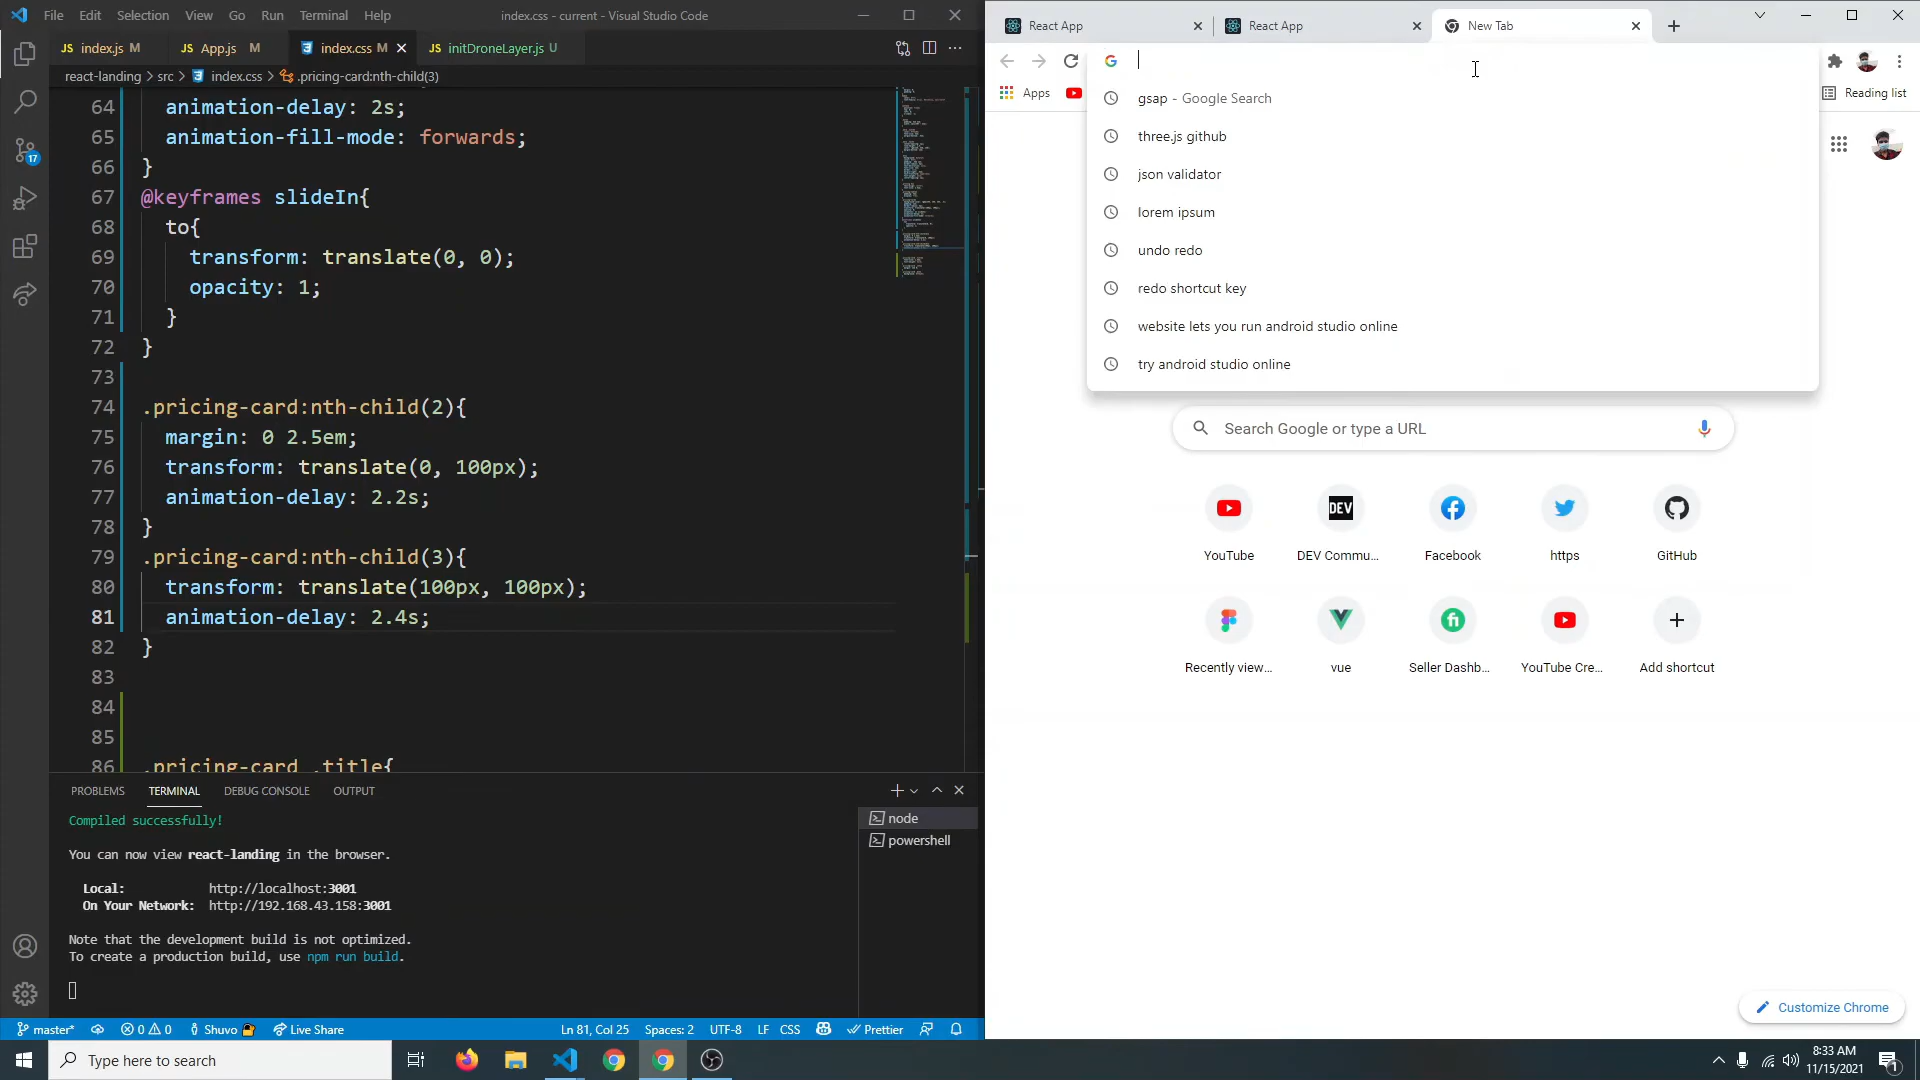 File Edit Selection View Go Run Terminal Help
index.css - current - Visual Studio Code
JS index.js M
JS App.js M
index.css M
JS initDroneLayer.js U
react-landing > src > index.css > .pricing-card:nth-child(3)
64 animation-delay: 2s;
65 animation-fill-mode: forwards;
66 }
67 @keyframes slideIn{
68 to{
69 transform: translate(0, 0);
70 opacity: 1;
71 }
72 }
73
74 .pricing-card:nth-child(2){
75 margin: 0 2.5em;
76 transform: translate(0, 100px);
77 animation-delay: 2.2s;
78 }
79 .pricing-card:nth-child(3){
80 transform: translate(100px, 100px);
81 animation-delay: 2.4s;
82 }
83
84
85
86 .pricing-card .title{
17
PROBLEMS TERMINAL DEBUG CONSOLE OUTPUT
Compiled successfully!
You can now view react-landing in the browser.
Local: http://localhost:3001
On Your Network: http://192.168.43.158:3001
Note that the development build is not optimized.
To create a production build, use npm run build.
node
powershell
master* 0 0 Shuvo Live Share
Ln 81, Col 25 Spaces: 2 UTF-8 LF CSS Prettier
React App
React App
New Tab
Apps
Reading list
gsap - Google Search
three.js github
json validator
lorem ipsum
undo redo
redo shortcut key
website lets you run android studio online
try android studio online
Search Google or type a URL
YouTube
DEV
DEV Commu...
Facebook
https
GitHub
Recently view...
vue
fi
Seller Dashb...
YouTube Cre...
Add shortcut
Customize Chrome
Type here to search
8:33 AM
11/15/2021
1